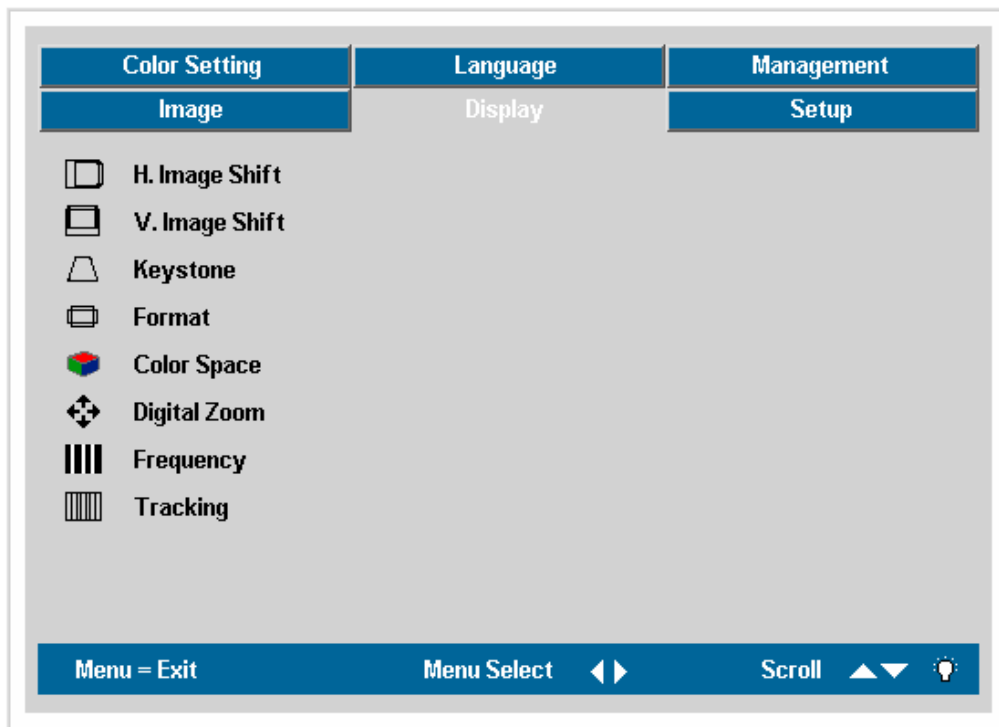 Color Setting Language Management
Image Display Setup
H. Image Shift
V. Image Shift
Keystone
Format
Color Space
Digital Zoom
Frequency
Tracking
Menu = Exit Menu Select Scroll